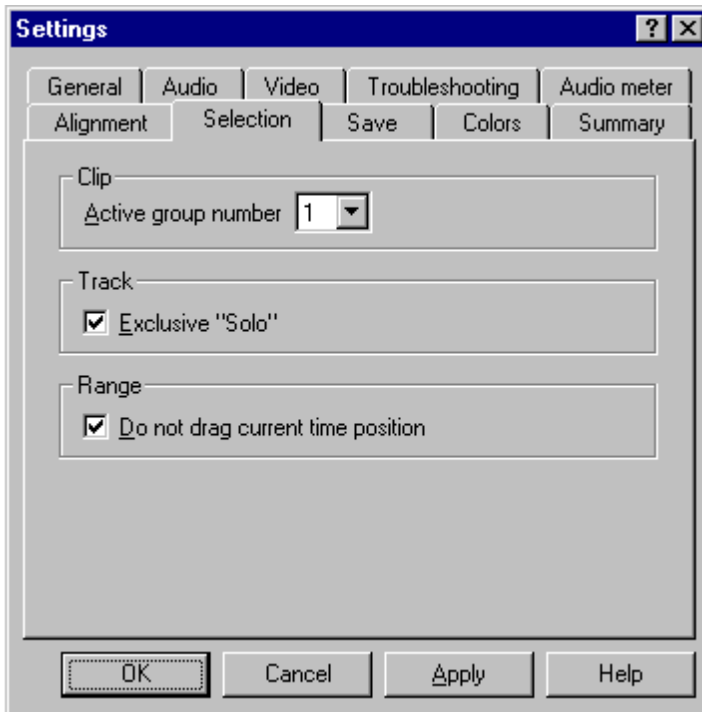 Settings
General Audio Video Troubleshooting Audio meter
Alignment Selection Save Colors Summary
Clip
Active group number 1
Track
Exclusive "Solo"
Range
Do not drag current time position
OK Cancel Apply Help